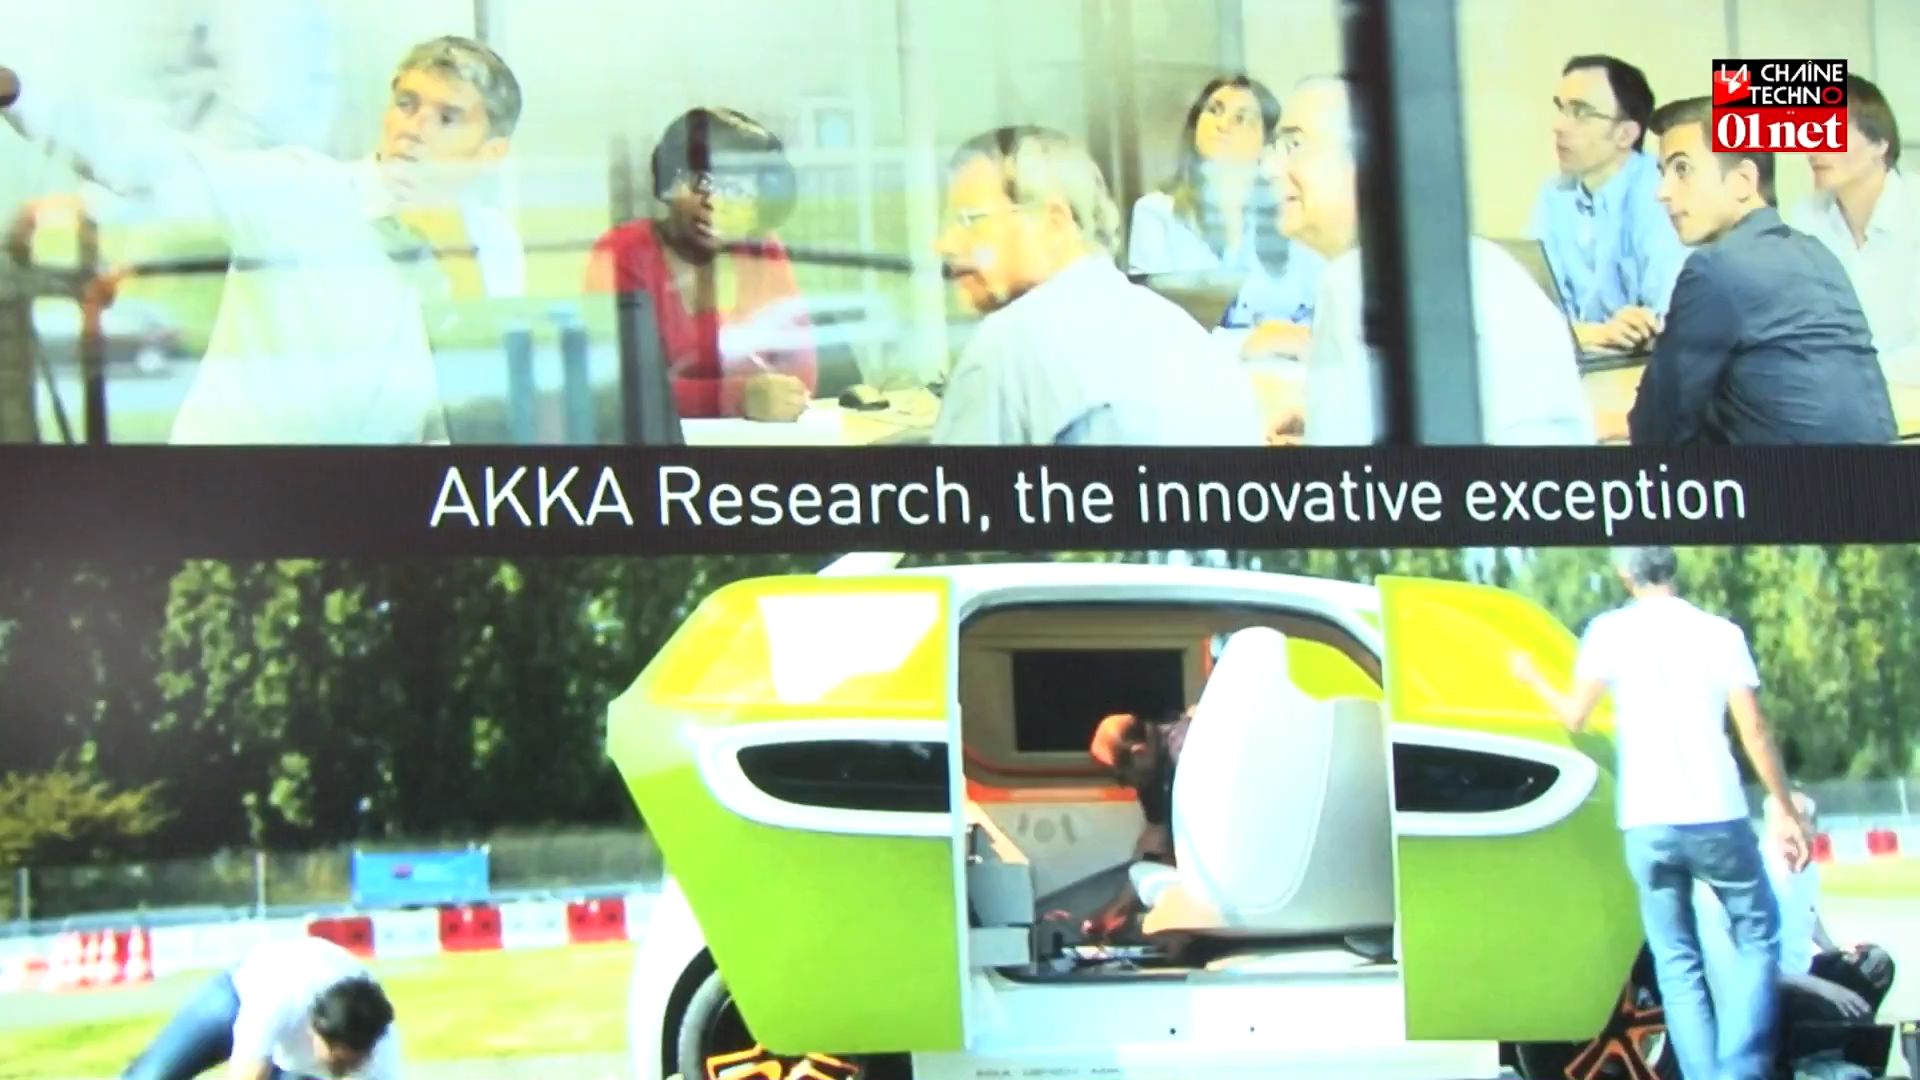 LA CHAÎNE
TECHNO
01net
AKKA Research, the innovative exception